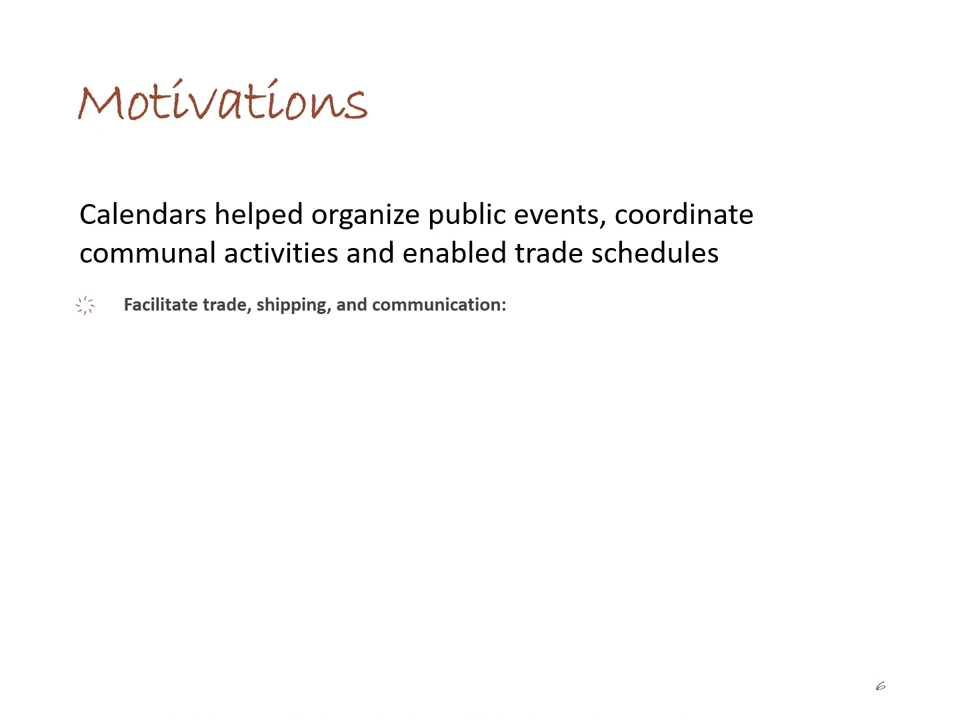 Motivations
Calendars helped organize public events, coordinate
communal activities and enabled trade schedules
Facilitate trade, shipping, and communication:
6